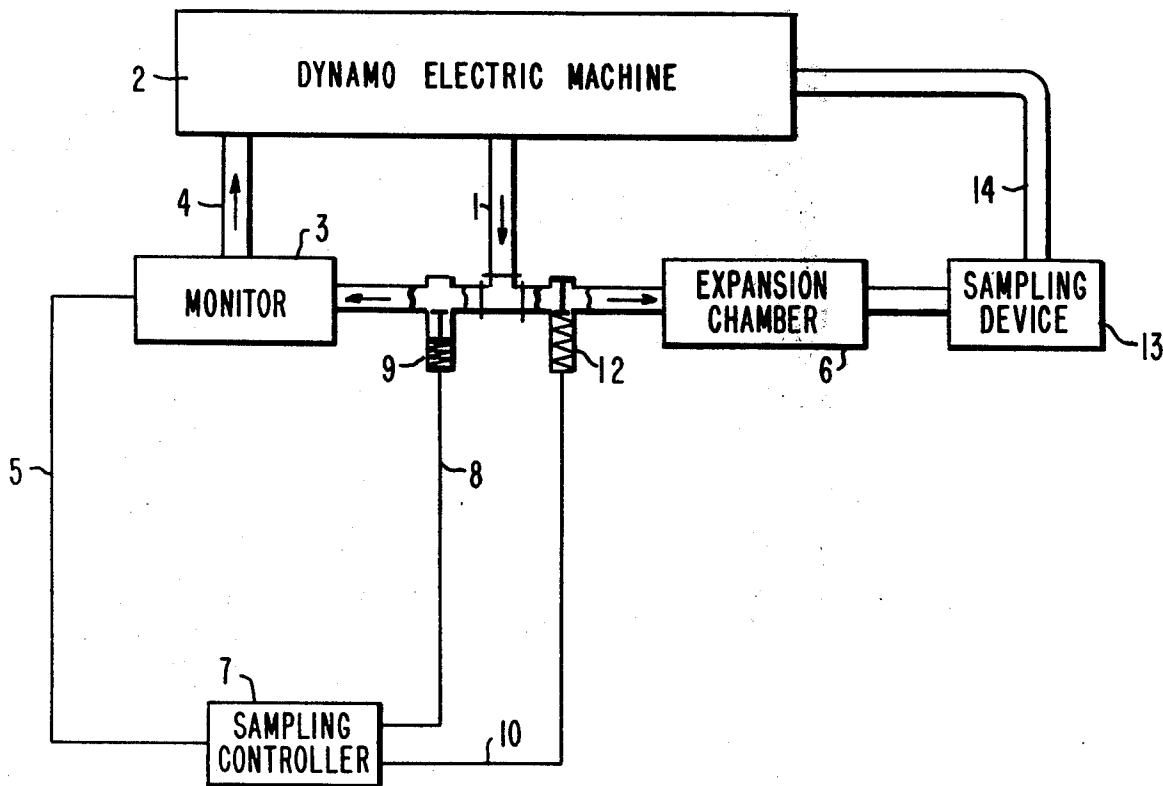 2
DYNAMO ELECTRIC MACHINE
4
1
14
3
MONITOR
EXPANSION
CHAMBER
SAMPLING
DEVICE
9
12
6
13
5
8
7
SAMPLING
CONTROLLER
10